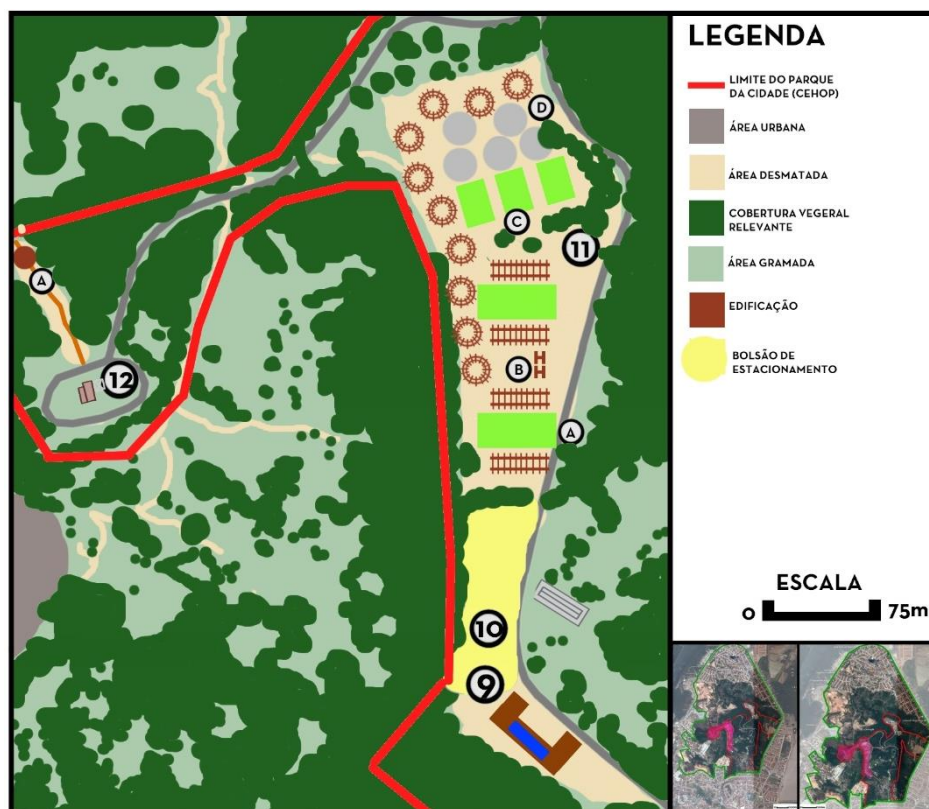 LEGENDA
LIMITE DO PARQUE
DA CIDADE (CEHOP)
ÁREA URBANA
ÁREA DESMATADA
COBERTURA VEGERAL
RELEVANTE
ÁREA GRAMADA
EDIFICAÇÃO
BOLSÃO DE
ESTACIONAMENTO
ESCALA
0 75m
D
C
11
A
12
B
H
H
A
10
9